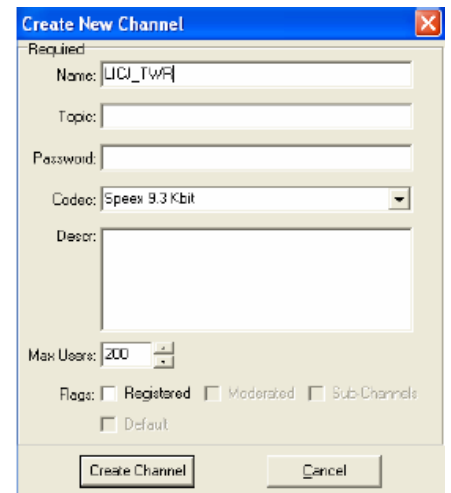 Create New Channel
Required
Name: LICJ_TWR
Topic:
Password:
Codec: Speex 9.3 Kbit
Descr:
Max Users: 200
Flags: Registered Moderated Sub-Channels
Default
Create Channel Cancel